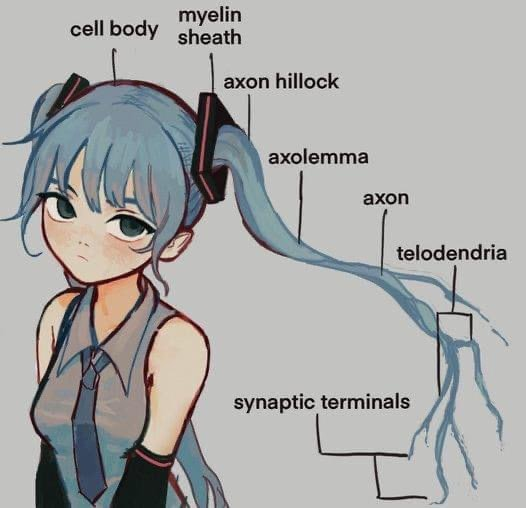 cell body
myelin
sheath
axon hillock
axolemma
axon
telodendria
synaptic terminals